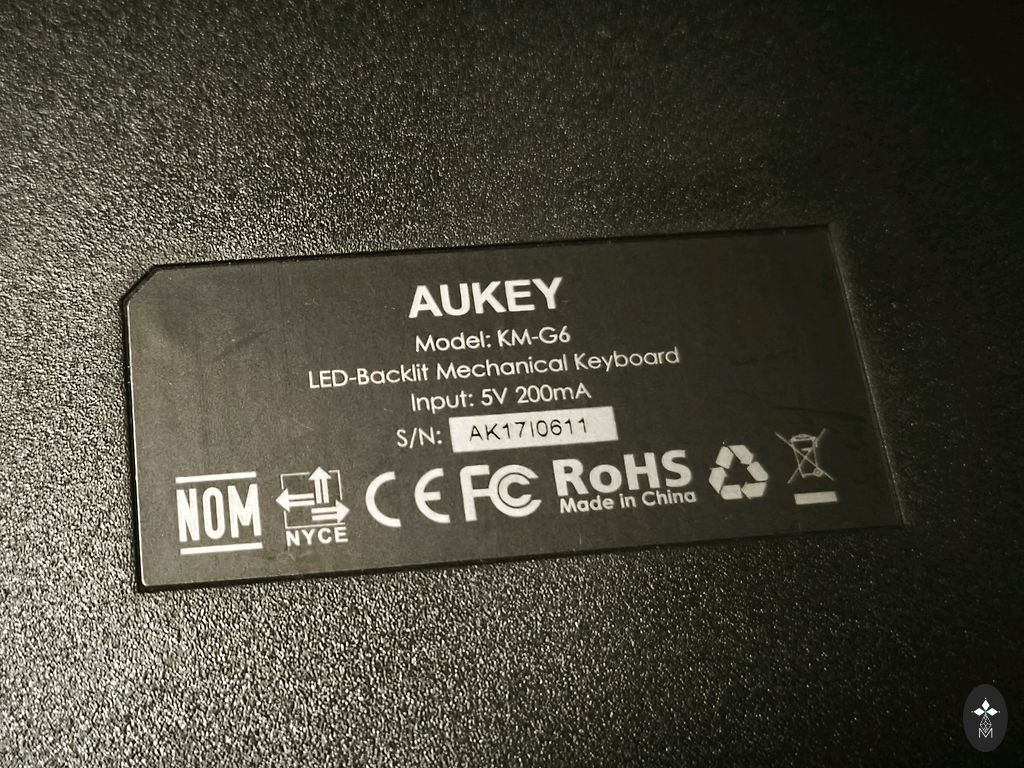 AUKEY
Model: KM-G6
LED-Backlit Mechanical Keyboard
Input: 5V 200mA
S/N: AK17I0611
NOM NYCE CE FC RoHS
Made in China
M